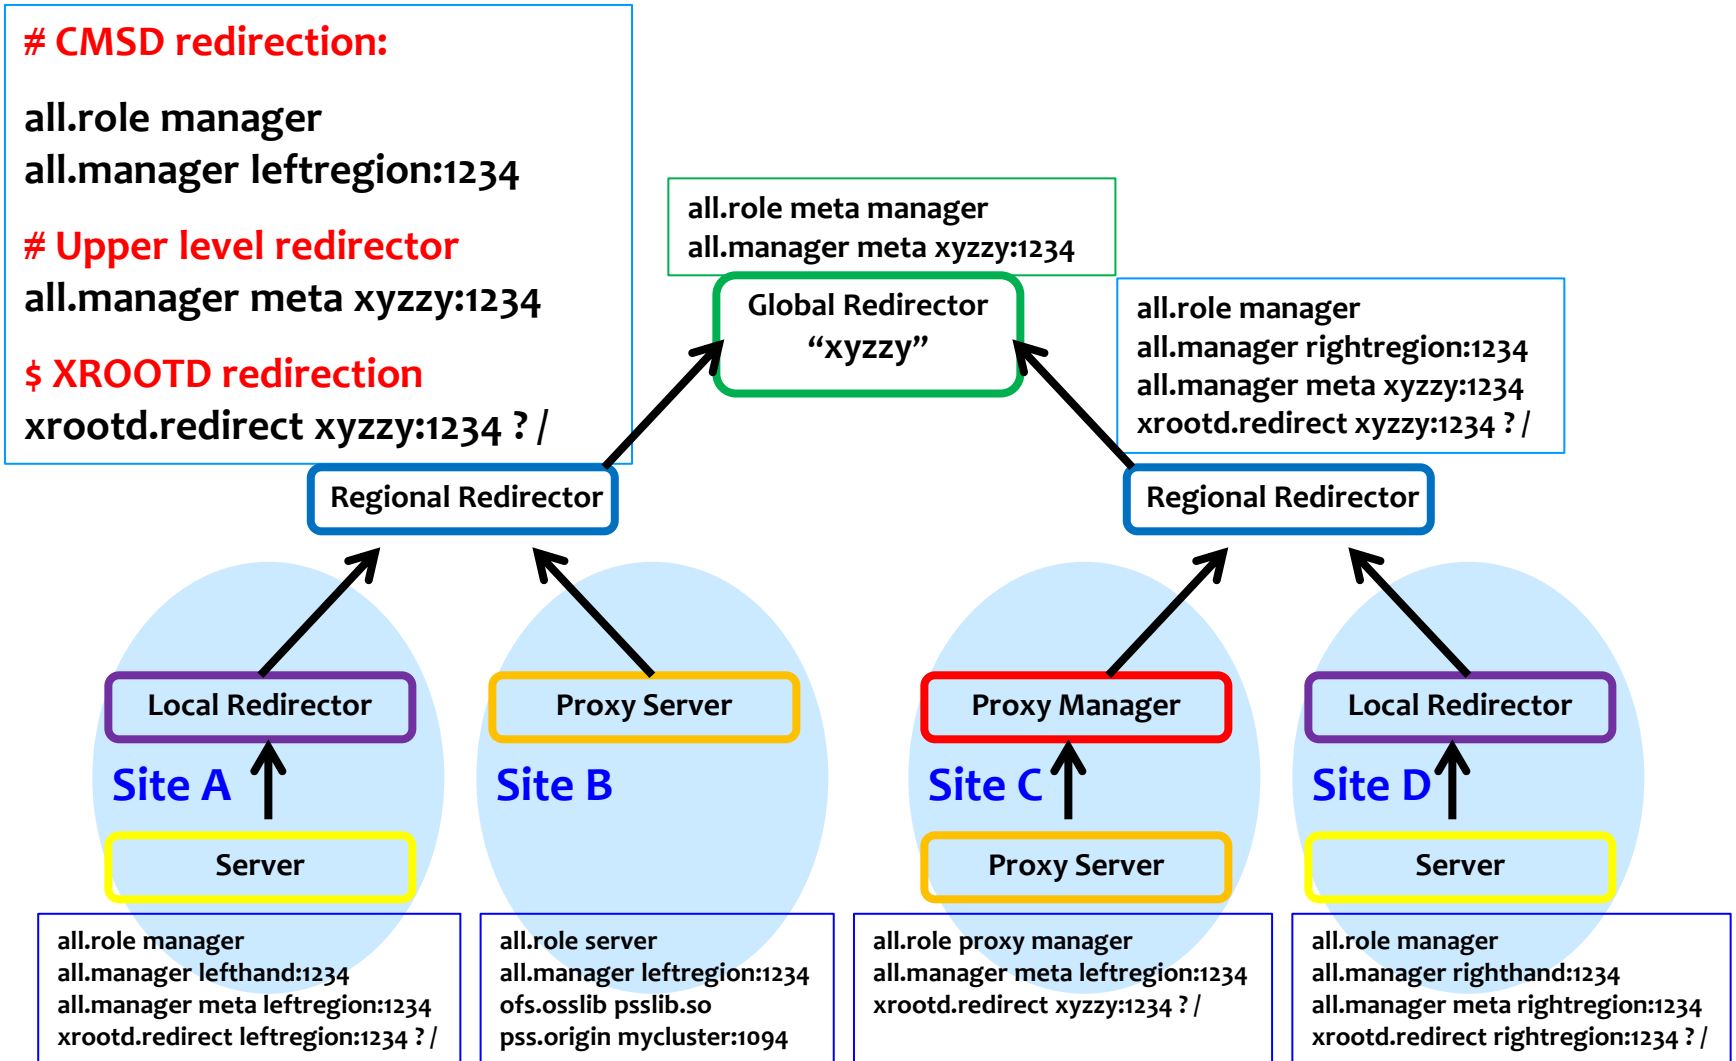 # CMSD redirection:
all.role manager
all.manager leftregion:1234
# Upper level redirector
all.manager meta xyzzy:1234
$ XROOTD redirection
xrootd.redirect xyzzy:1234 ? /
all.role meta manager
all.manager meta xyzzy:1234
Global Redirector
“xyzzy”
all.role manager
all.manager rightregion:1234
all.manager meta xyzzy:1234
xrootd.redirect xyzzy:1234 ? /
Regional Redirector
Regional Redirector
Local Redirector
Proxy Server
Proxy Manager
Local Redirector
Site A
Site B
Site C
Site D
Server
Proxy Server
Server
all.role manager
all.manager lefthand:1234
all.manager meta leftregion:1234
xrootd.redirect leftregion:1234 ? /
all.role server
all.manager leftregion:1234
ofs.osslib psslib.so
pss.origin mycluster:1094
all.role proxy manager
all.manager meta leftregion:1234
xrootd.redirect xyzzy:1234 ? /
all.role manager
all.manager righthand:1234
all.manager meta rightregion:1234
xrootd.redirect rightregion:1234 ? /